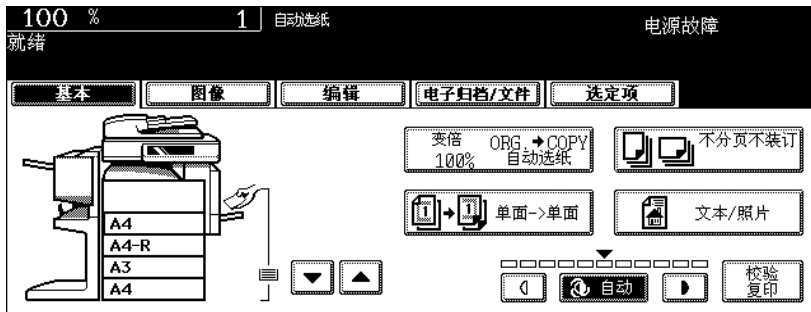 100 % 1 自动选纸 电源故障
就绪
基本 图像 编辑 电子归档/文件 选定项
变倍 ORG.→COPY
100% 自动选纸
不分页不装订
1→1 单面->单面
文本/照片
A4
A4-R
A3
A4
自动
校验
复印